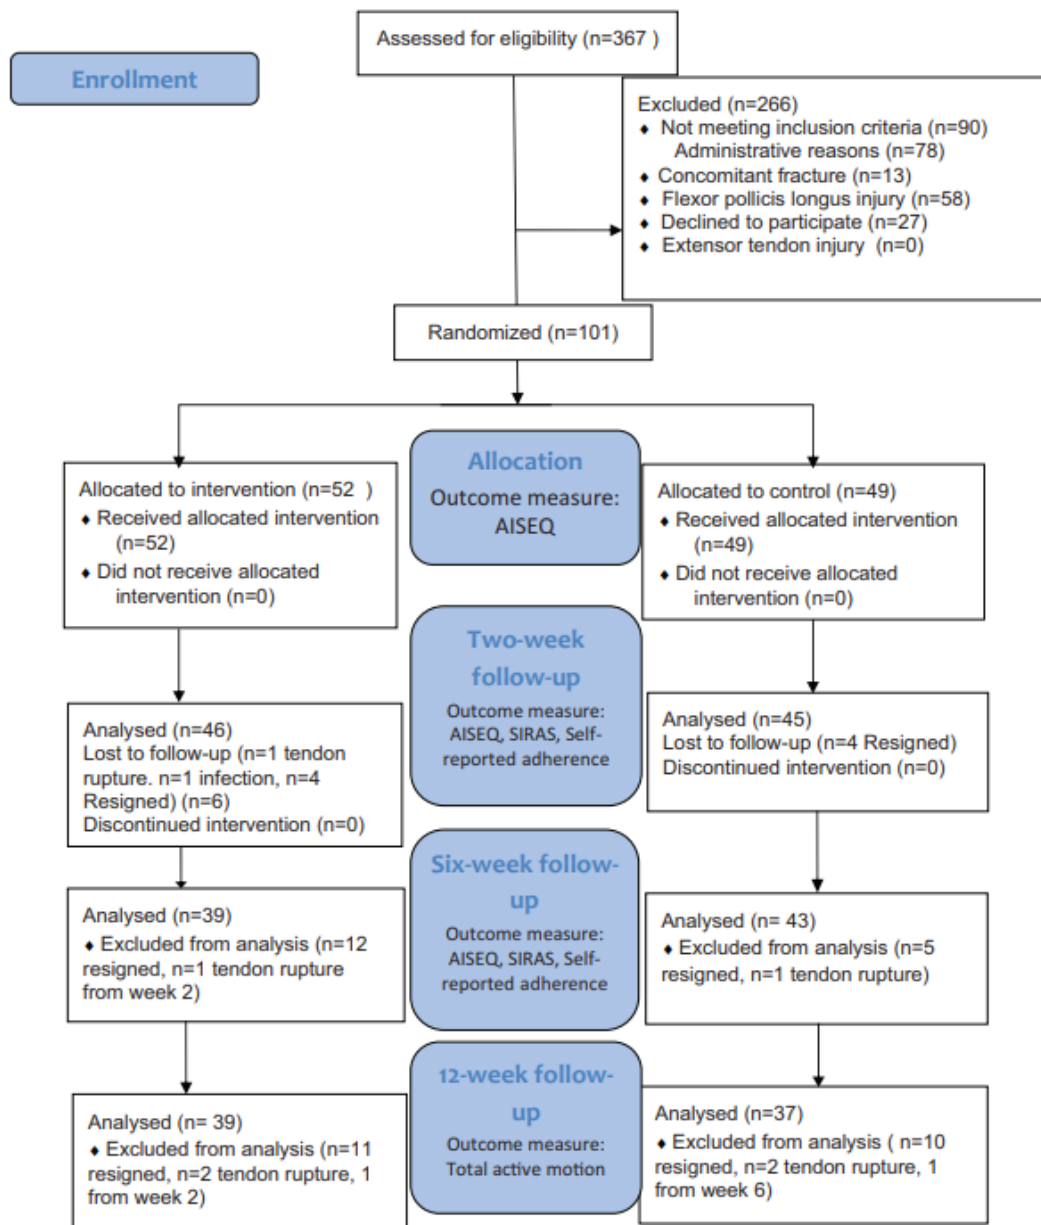 Assessed for eligibility (n=367 )
Enrollment
Excluded (n=266)
♦ Not meeting inclusion criteria (n=90)
Administrative reasons (n=78)
♦ Concomitant fracture (n=13)
♦ Flexor pollicis longus injury (n=58)
♦ Declined to participate (n=27)
♦ Extensor tendon injury (n=0)
Randomized (n=101)
Allocation
Outcome measure:
AISEQ
Allocated to intervention (n=52 )
♦ Received allocated intervention
(n=52)
♦ Did not receive allocated
intervention (n=0)
Allocated to control (n=49)
♦ Received allocated intervention
(n=49)
♦ Did not receive allocated
intervention (n=0)
Two-week
follow-up
Outcome measure:
AISEQ, SIRAS, Self-
reported adherence
Analysed (n=46)
Lost to follow-up (n=1 tendon
rupture. n=1 infection, n=4
Resigned) (n=6)
Discontinued intervention (n=0)
Analysed (n=45)
Lost to follow-up (n=4 Resigned)
Discontinued intervention (n=0)
Six-week follow-
up
Outcome measure:
AISEQ, SIRAS, Self-
reported adherence
Analysed (n=39)
♦ Excluded from analysis (n=12
resigned, n=1 tendon rupture
from week 2)
Analysed (n= 43)
♦ Excluded from analysis (n=5
resigned, n=1 tendon rupture)
12-week follow-
up
Outcome measure:
Total active motion
Analysed (n= 39)
♦ Excluded from analysis (n=11
resigned, n=2 tendon rupture, 1
from week 2)
Analysed (n=37)
♦ Excluded from analysis ( n=10
resigned, n=2 tendon rupture, 1
from week 6)